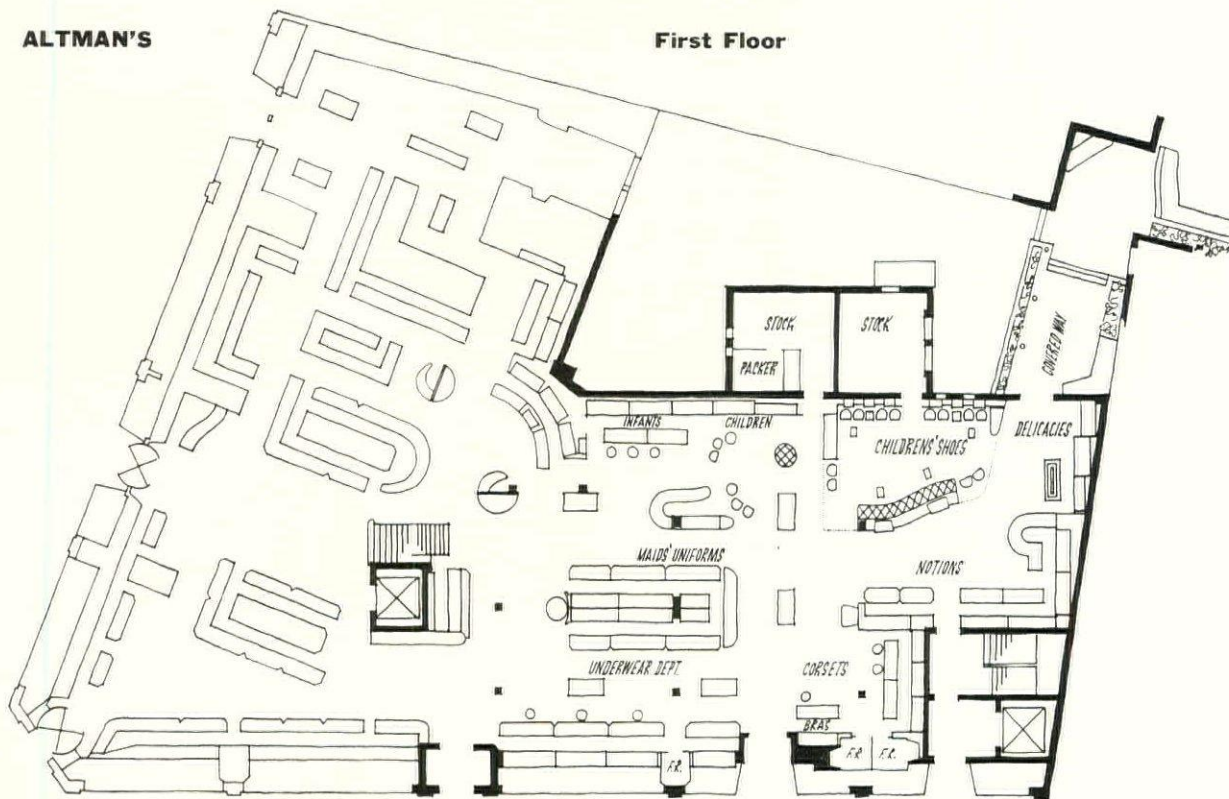 ALTMAN'S
First Floor
STOCK
STOCK
PACKER
COVERED WAY
INFANTS
CHILDREN
CHILDRENS' SHOES
DELICACIES
MAIDS' UNIFORMS
NOTIONS
UNDERWEAR DEPT.
CORSETS
BRAS
F.R.
F.R.
F.R.